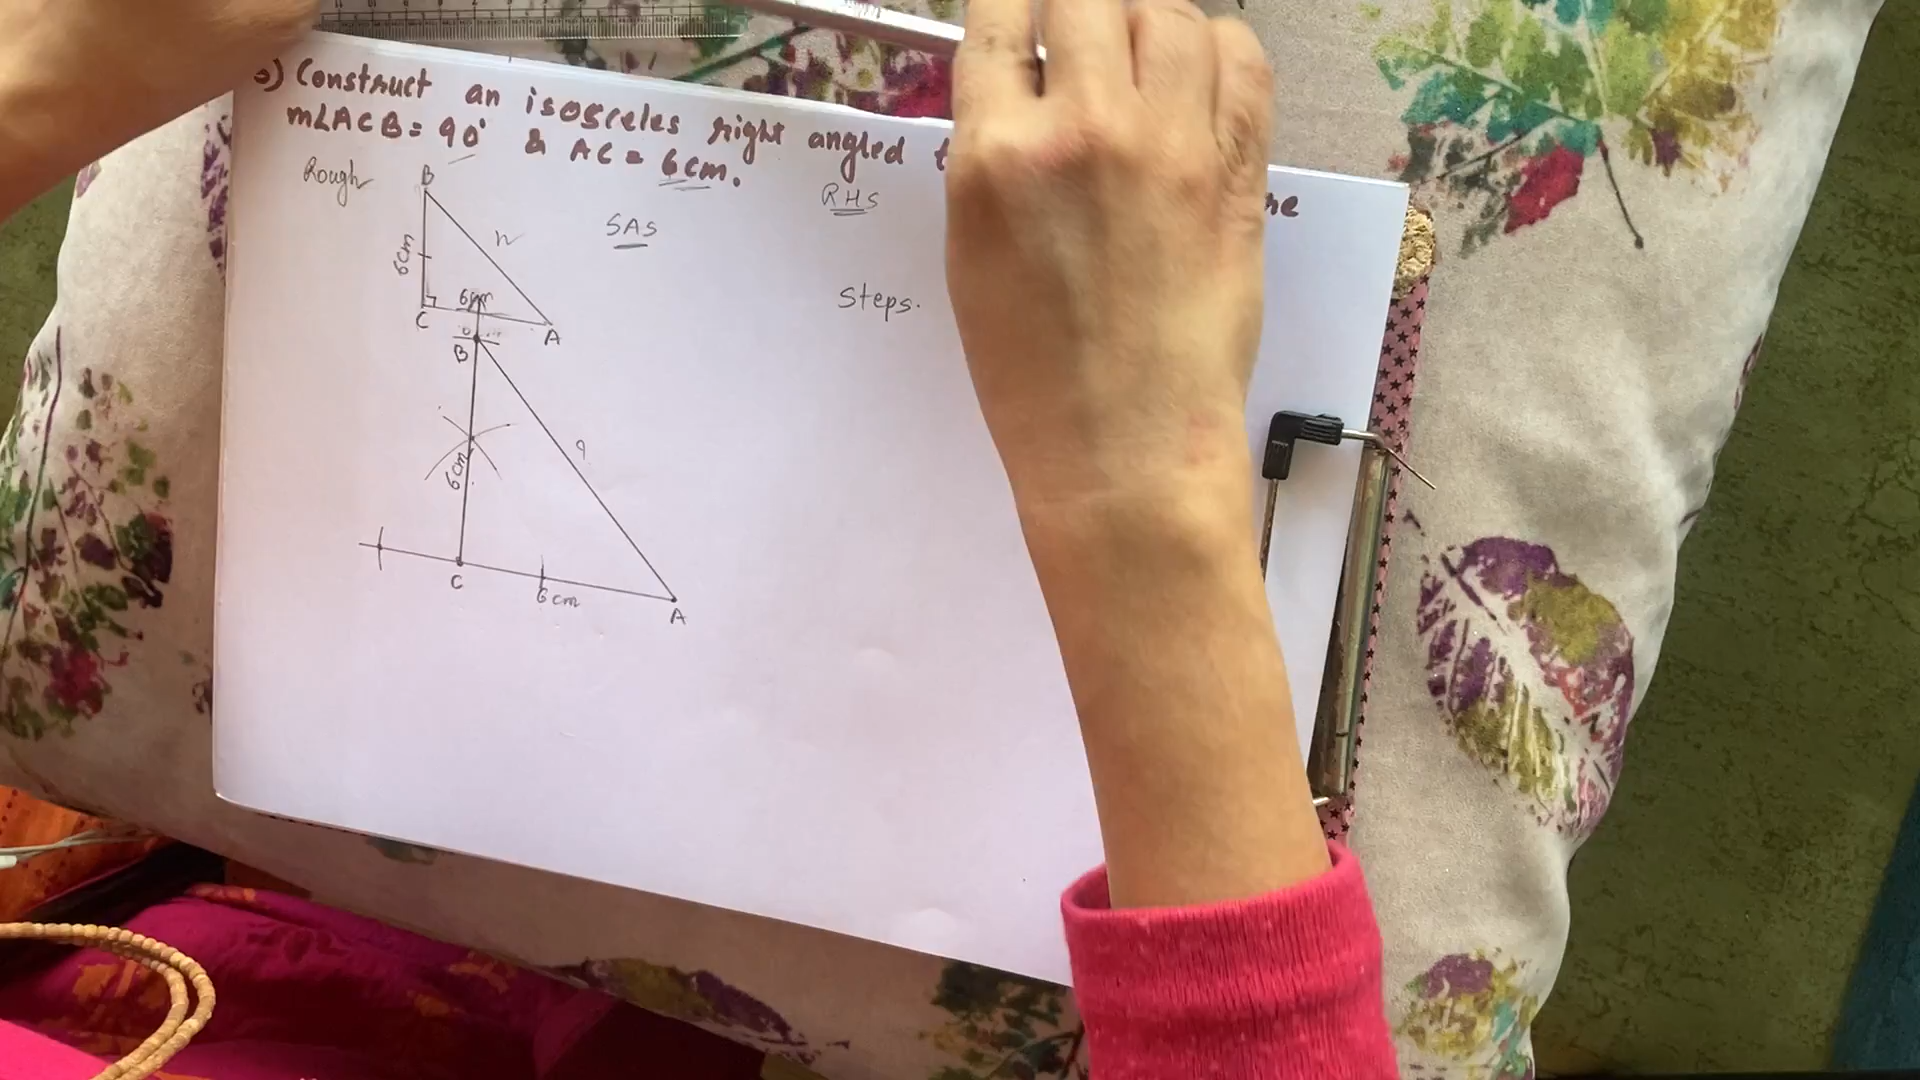 Construct an isosceles right angled
m∠ACB = 90° & AC = 6cm.
Rough
RHS
SAS
Steps.
B
6cm
h
6cm
C
A
B
6cm
C
6cm
A